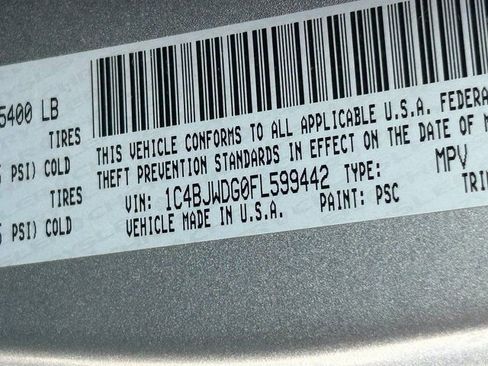 5400 LB
TIRES
PSI) COLD
TIRES
PSI) COLD
THIS VEHICLE CONFORMS TO ALL APPLICABLE U.S.A. FEDERA
THEFT PREVENTION STANDARDS IN EFFECT ON THE DATE OF M
VIN: 1C4BJWDG0FL599442 TYPE: MPV
VEHICLE MADE IN U.S.A. PAINT: PSC TRI